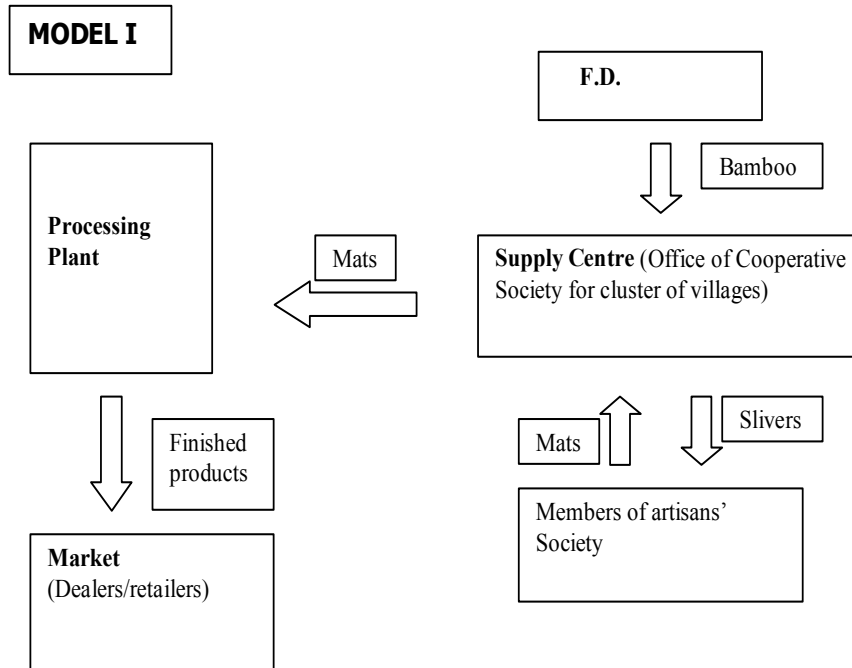 MODEL I
F.D.
Bamboo
Processing
Plant
Mats
Supply Centre (Office of Cooperative
Society for cluster of villages)
Finished
products
Mats
Slivers
Members of artisans’
Society
Market
(Dealers/retailers)